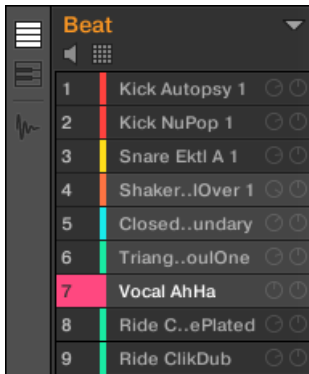 Beat
1 Kick Autopsy 1
2 Kick NuPop 1
3 Snare Ektl A 1
4 Shaker..lOver 1
5 Closed..undary
6 Triang..oulOne
7 Vocal AhHa
8 Ride C..ePlated
9 Ride ClikDub